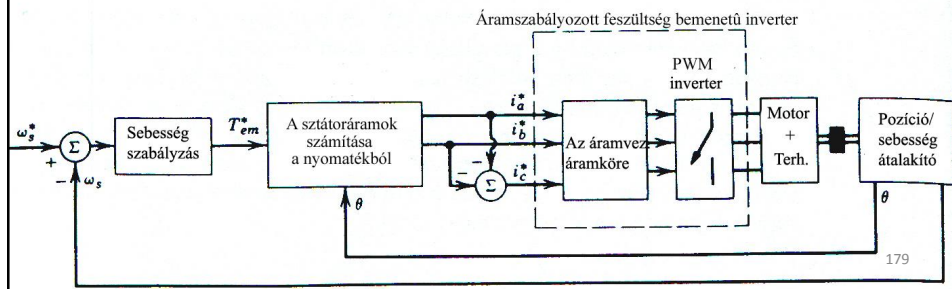 Áramszabályozott feszültség bemenetû inverter
PWM
inverter
ω*s
+
Σ
−
ωs
Sebesség
szabályzás
T*em
A sztátoráramok
számítása
a nyomatékból
θ
i*a
i*b
− −
Σ
i*c
Az áramvez
áramköre
Motor
+
Terh.
Pozíció/
sebesség
átalakító
θ
179